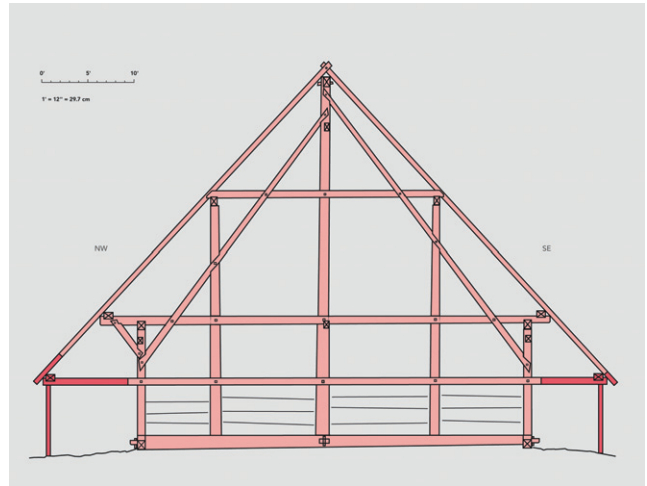 0' 5' 10'
1' = 12" = 29.7 cm
NW SE